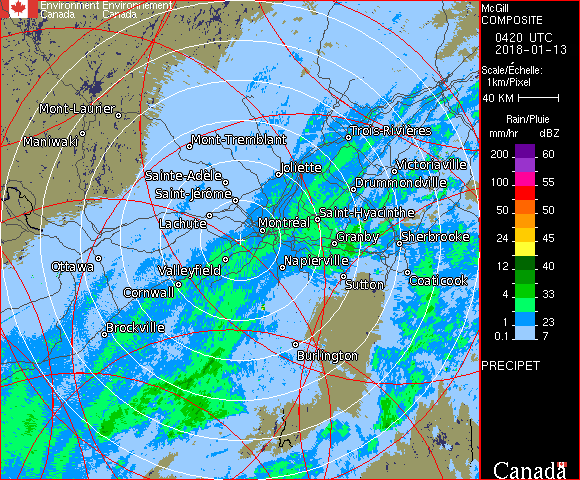 Environment Environnement
Canada Canada
McGill
COMPOSITE
0420 UTC
2018-01-13
Scale/Échelle:
1km/Pixel
40 KM
Rain/Pluie
mm/hr dBZ
200 60
100 55
50 50
24 45
12 40
4 33
1 23
0.1 7
PRECIPET
Canada
Mont-Laurier
Maniwaki
Mont-Tremblant
Trois-Rivières
Joliette
Victoriaville
Sainte-Adèle
Drummondville
Saint-Jérôme
Saint-Hyacinthe
Lachute
Montréal
Granby
Sherbrooke
Ottawa
Valleyfield
Napierville
Coaticook
Sutton
Cornwall
Brockville
Burlington